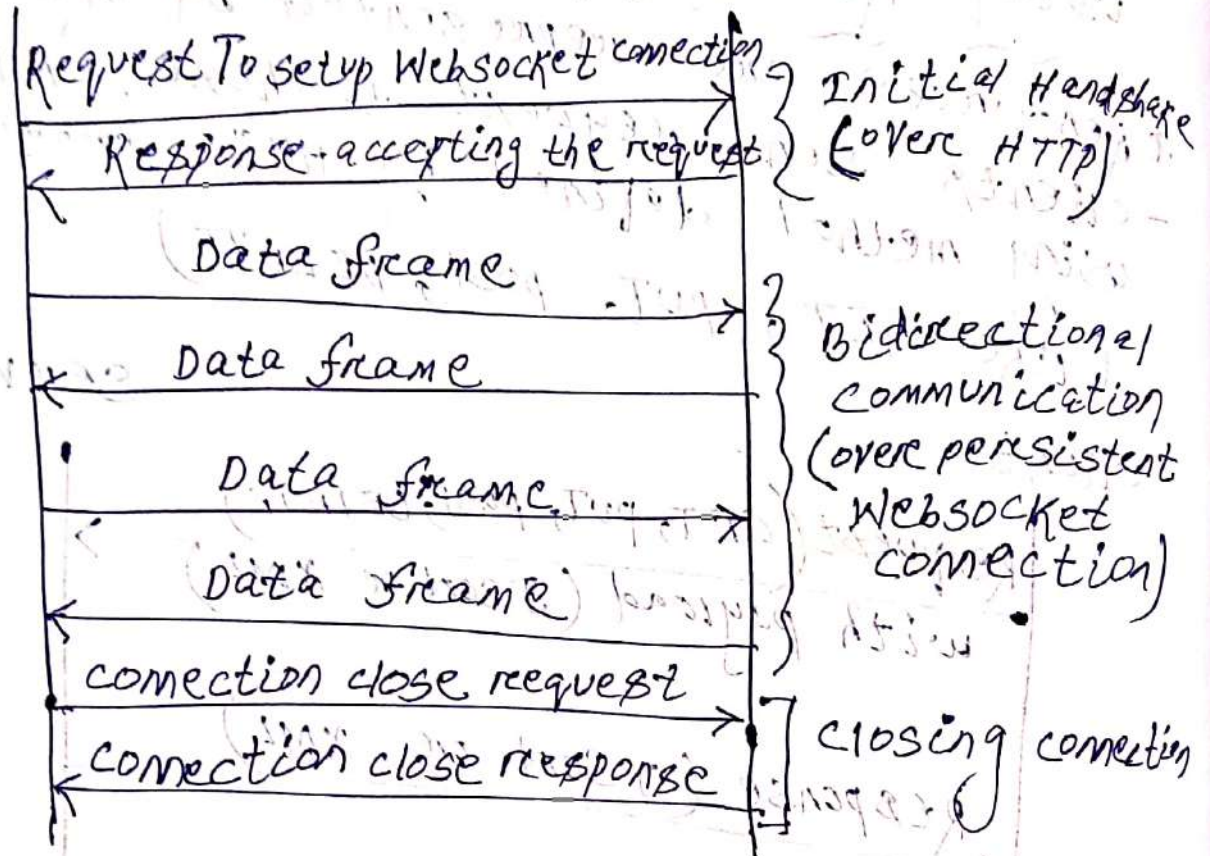 Request To setup Websocket connection
Response accepting the request
Initial Handshake
(over HTTP)
Data frame
Data frame
Data frame
Data frame
Bidirectional
communication
(over persistent
Websocket
connection)
connection close request
connection close response
closing connection